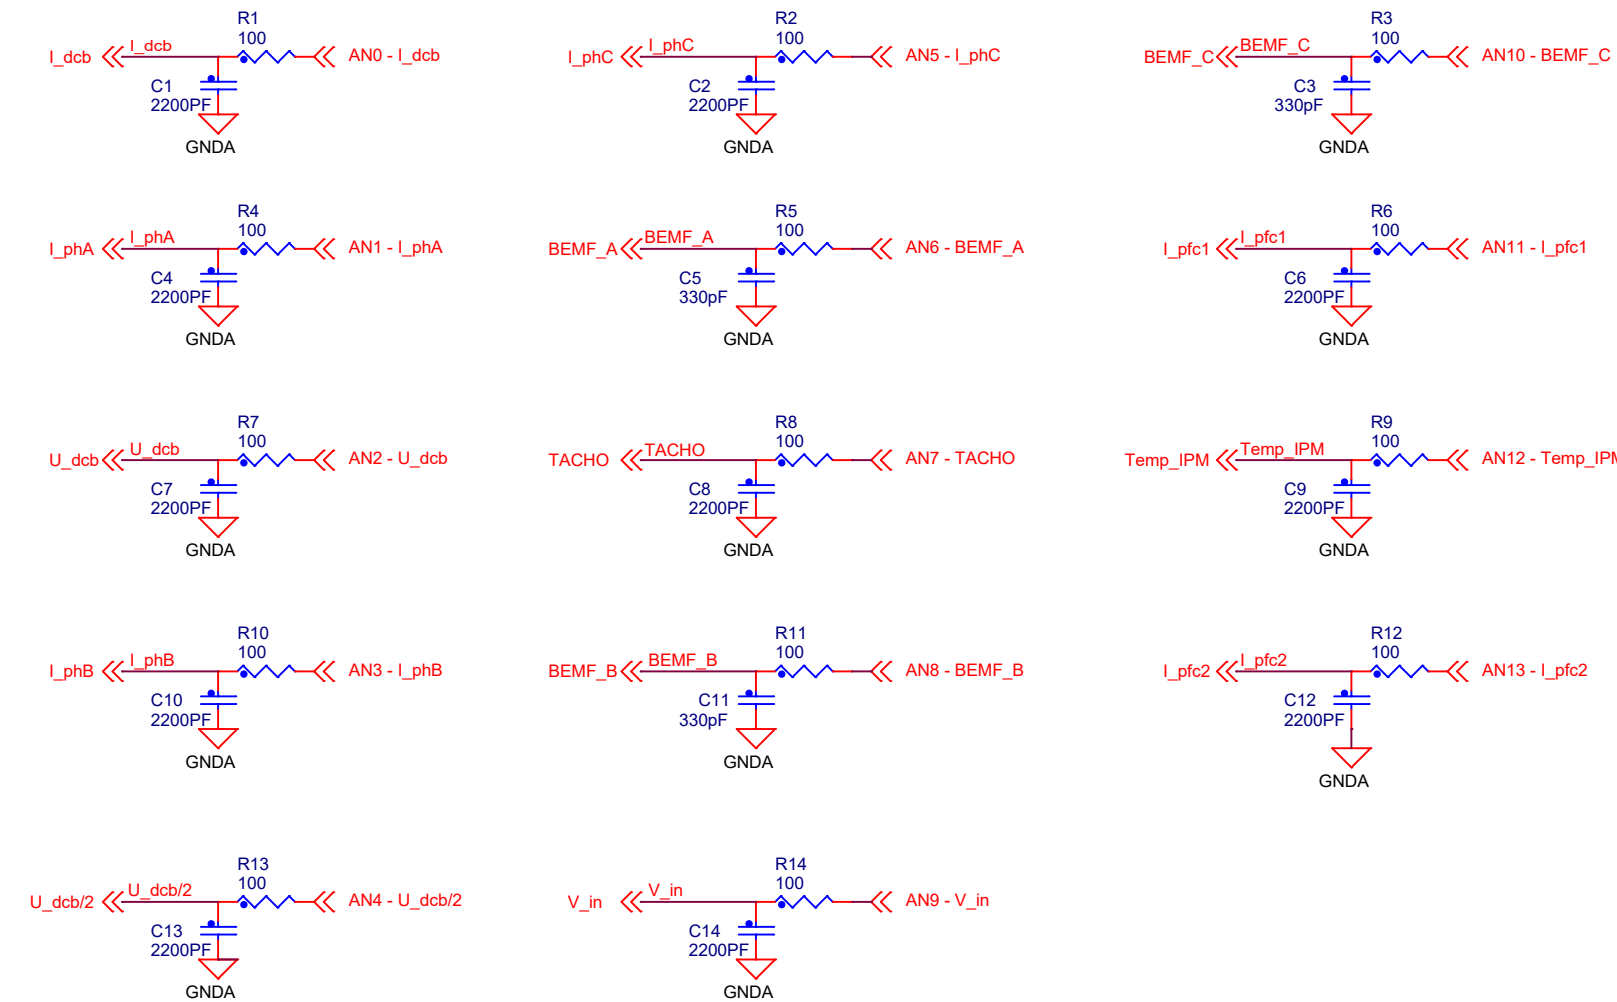 R1
100
I_dcb
I_dcb
AN0 - I_dcb
C1
2200PF
GNDA
R2
100
I_phC
I_phC
AN5 - I_phC
C2
2200PF
GNDA
R3
100
BEMF_C
BEMF_C
AN10 - BEMF_C
C3
330pF
GNDA
R4
100
I_phA
I_phA
AN1 - I_phA
C4
2200PF
GNDA
R5
100
BEMF_A
BEMF_A
AN6 - BEMF_A
C5
330pF
GNDA
R6
100
I_pfc1
I_pfc1
AN11 - I_pfc1
C6
2200PF
GNDA
R7
100
U_dcb
U_dcb
AN2 - U_dcb
C7
2200PF
GNDA
R8
100
TACHO
TACHO
AN7 - TACHO
C8
2200PF
GNDA
R9
100
Temp_IPM
Temp_IPM
AN12 - Temp_IPM
C9
2200PF
GNDA
R10
100
I_phB
I_phB
AN3 - I_phB
C10
2200PF
GNDA
R11
100
BEMF_B
BEMF_B
AN8 - BEMF_B
C11
330pF
GNDA
R12
100
I_pfc2
I_pfc2
AN13 - I_pfc2
C12
2200PF
GNDA
R13
100
U_dcb/2
U_dcb/2
AN4 - U_dcb/2
C13
2200PF
GNDA
R14
100
V_in
V_in
AN9 - V_in
C14
2200PF
GNDA